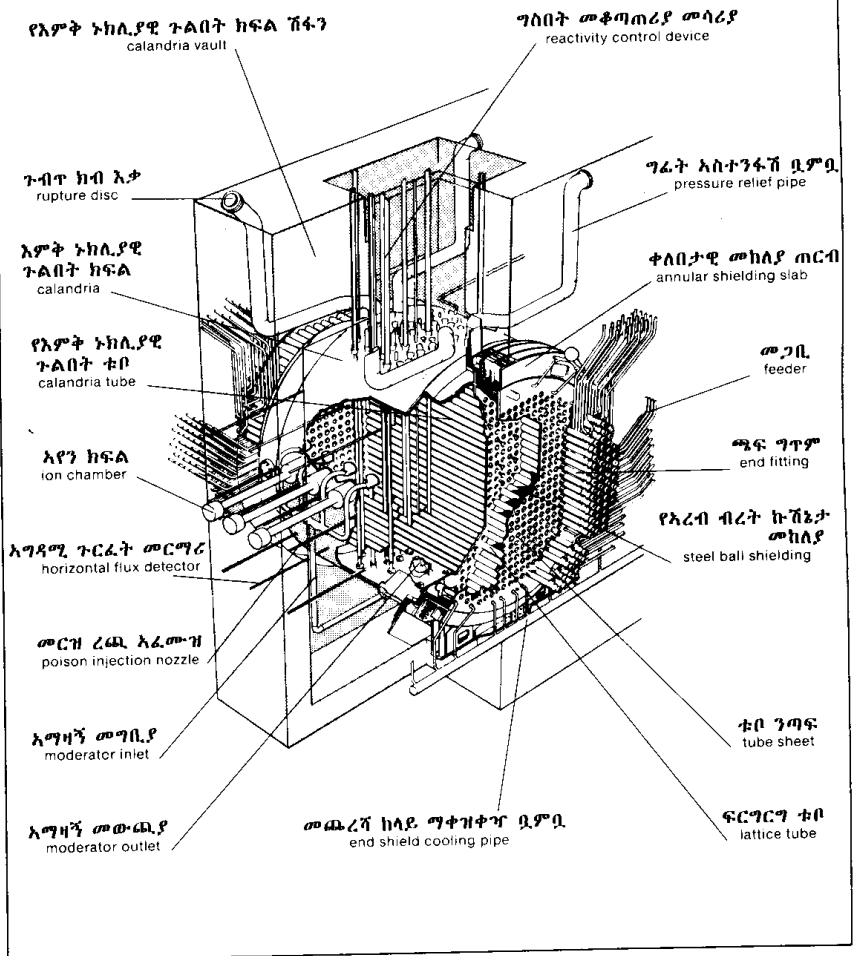 የእምቅ ኑክሊያዊ ጉልበት ክፍል ሽፋን
calandria vault
ግስበት መቆጣጠሪያ መሳሪያ
reactivity control device
ጉብጥ ክብ እቃ
rupture disc
ግፊት አስተንፋሽ ቧምቧ
pressure relief pipe
እምቅ ኑክሊያዊ
ጉልበት ክፍል
calandria
ቀለበታዊ መከለያ ጠርብ
annular shielding slab
የእምቅ ኑክሊያዊ
ጉልበት ቱቦ
calandria tube
መጋቢ
feeder
አየን ክፍል
ion chamber
ጫፍ ግጥም
end fitting
አግዳሚ ጉርፈት መርማሪ
horizontal flux detector
የአረብ ብረት ኩሽኔታ
መከለያ
steel ball shielding
መርዝ ረጪ አፈሙዝ
poison injection nozzle
አማዛኝ መግቢያ
moderator inlet
ቱቦ ንጣፍ
tube sheet
አማዛኝ መውጪያ
moderator outlet
መጨረሻ ከላይ ማቀዝቀዣ ቧምቧ
end shield cooling pipe
ፍርግርግ ቱቦ
lattice tube